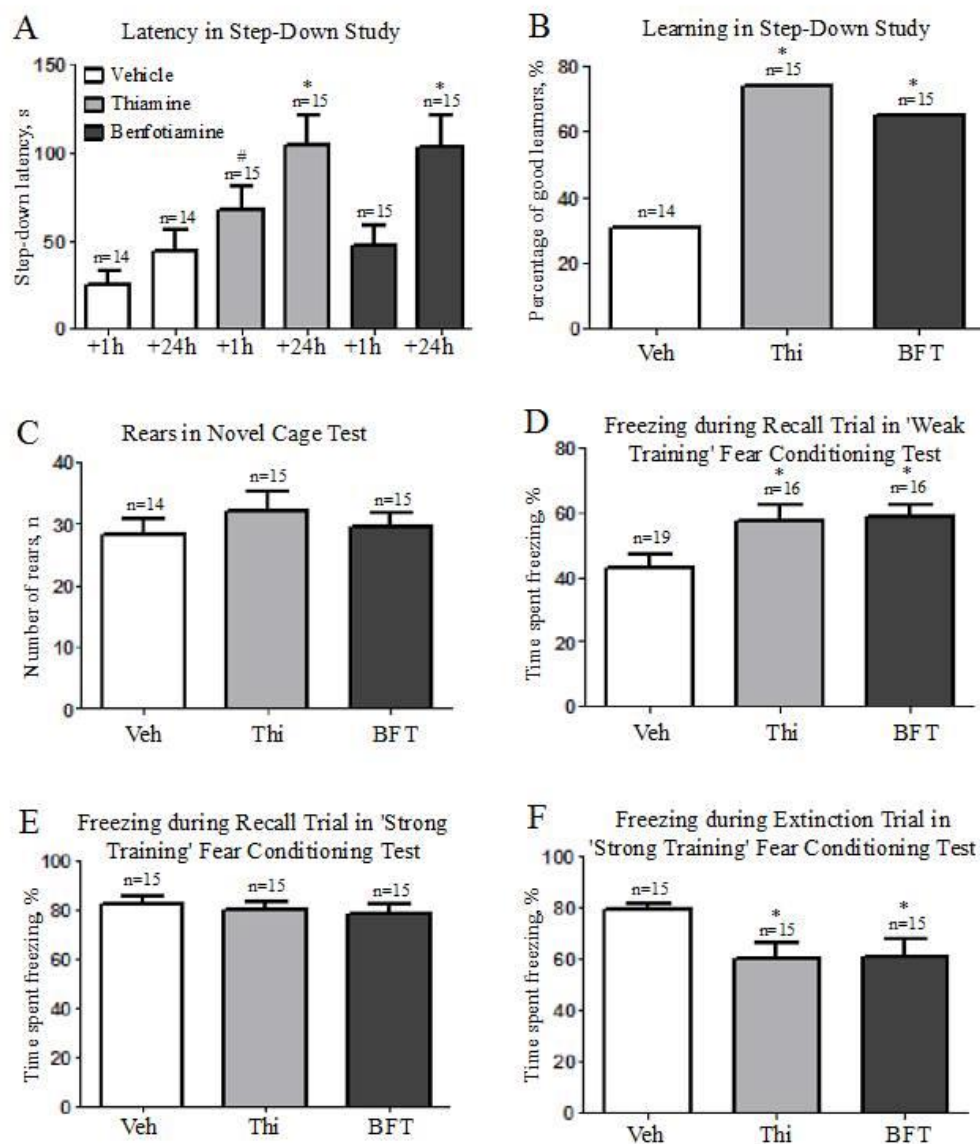 A
Latency in Step-Down Study
150
100
50
0
Step-down latency, s
Vehicle
Thiamine
Benfotiamine
n=14
n=14
#
n=15
*
n=15
n=15
*
n=15
+1h +24h +1h +24h +1h +24h
B
Learning in Step-Down Study
80
60
40
20
0
Percentage of good learners, %
n=14
*
n=15
*
n=15
Veh Thi BFT
C
Rears in Novel Cage Test
40
30
20
10
0
Number of rears, n
n=14
n=15
n=15
Veh Thi BFT
D
Freezing during Recall Trial in 'Weak
Training' Fear Conditioning Test
80
60
40
20
0
Time spent freezing, %
n=19
*
n=16
*
n=16
Veh Thi BFT
E
Freezing during Recall Trial in 'Strong
Training' Fear Conditioning Test
100
80
60
40
20
0
Time spent freezing, %
n=15
n=15
n=15
Veh Thi BFT
F
Freezing during Extinction Trial in
'Strong Training' Fear Conditioning Test
100
80
60
40
20
0
Time spent freezing, %
n=15
*
n=15
*
n=15
Veh Thi BFT